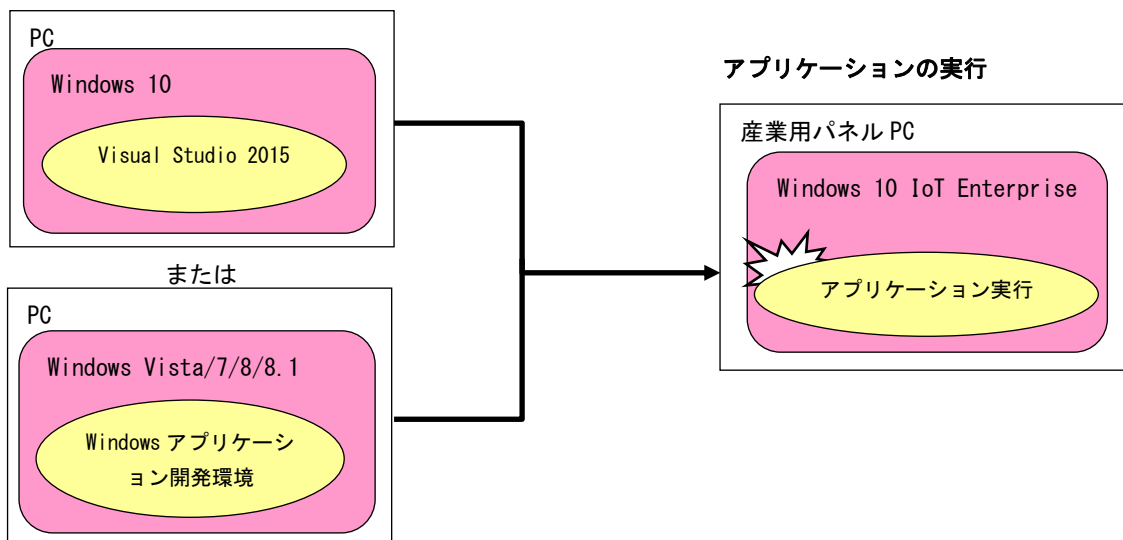 PC
Windows 10
Visual Studio 2015
または
PC
Windows Vista/7/8/8.1
Windows アプリケーシ
ョン開発環境
アプリケーションの実行
産業用パネル PC
Windows 10 IoT Enterprise
アプリケーション実行